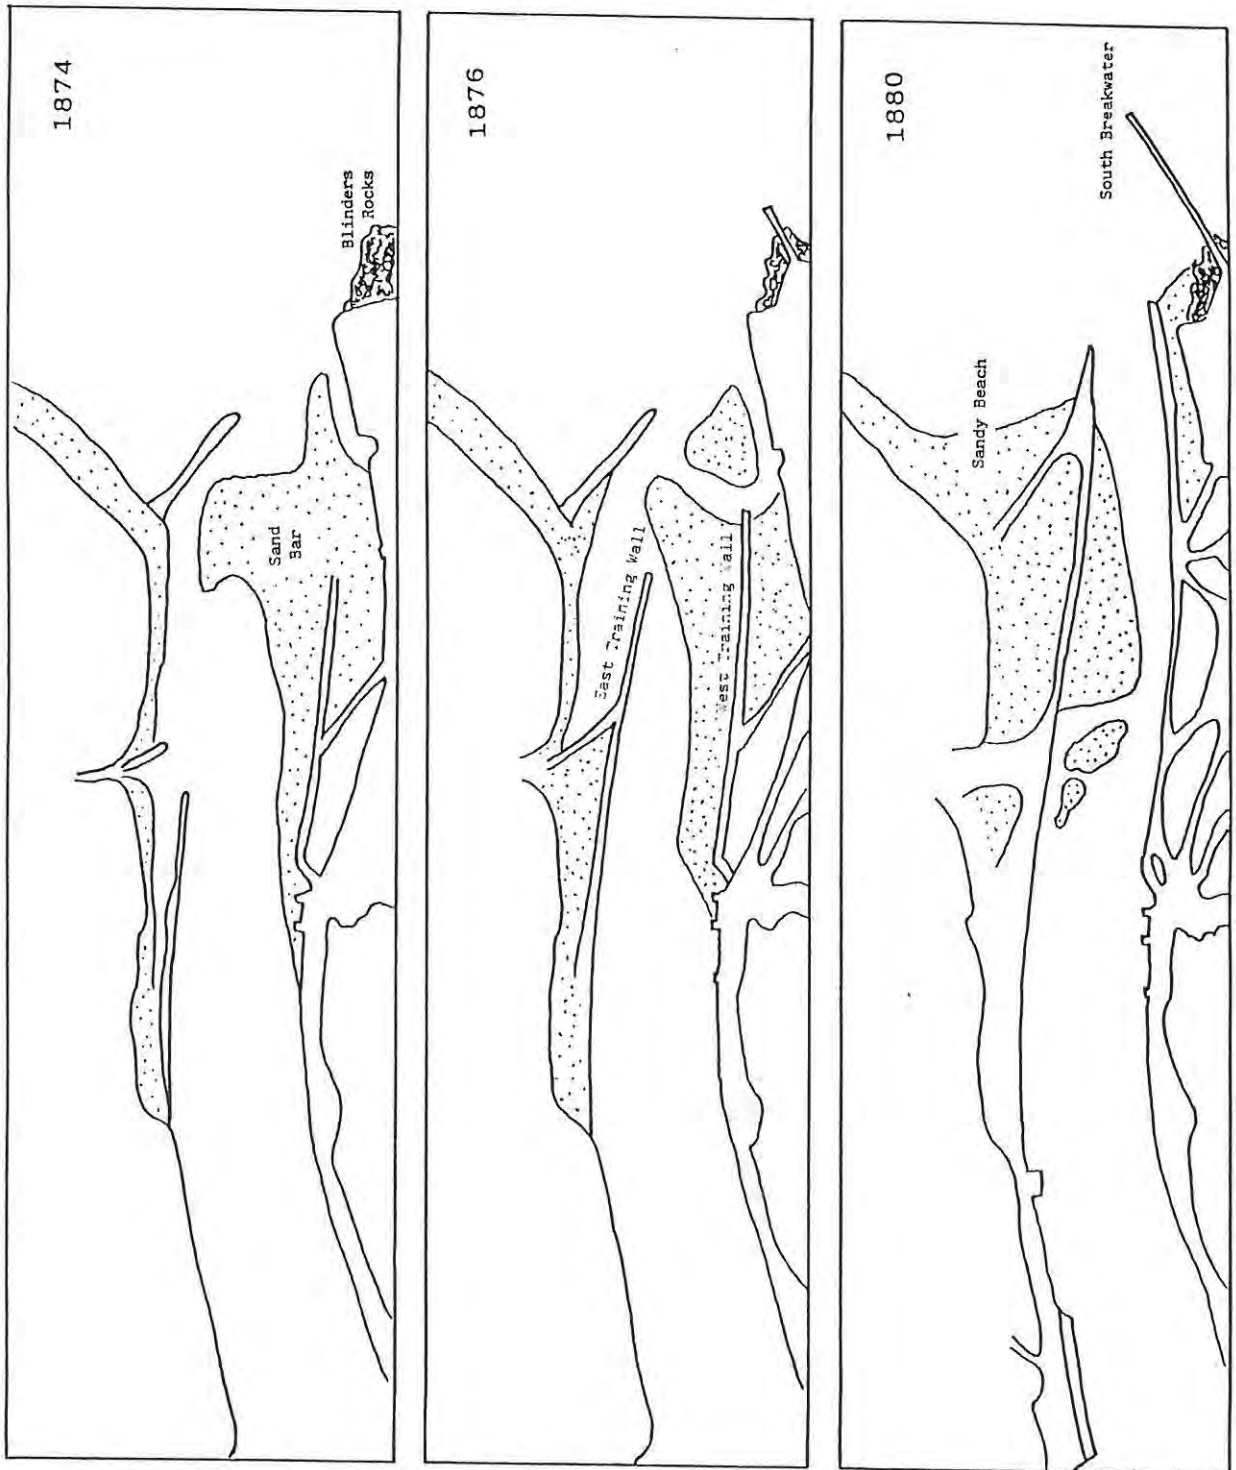 1874
Blinders
Rocks
Sand
Bar
1876
East Training Wall
West Training Wall
1880
South Breakwater
Sandy Beach